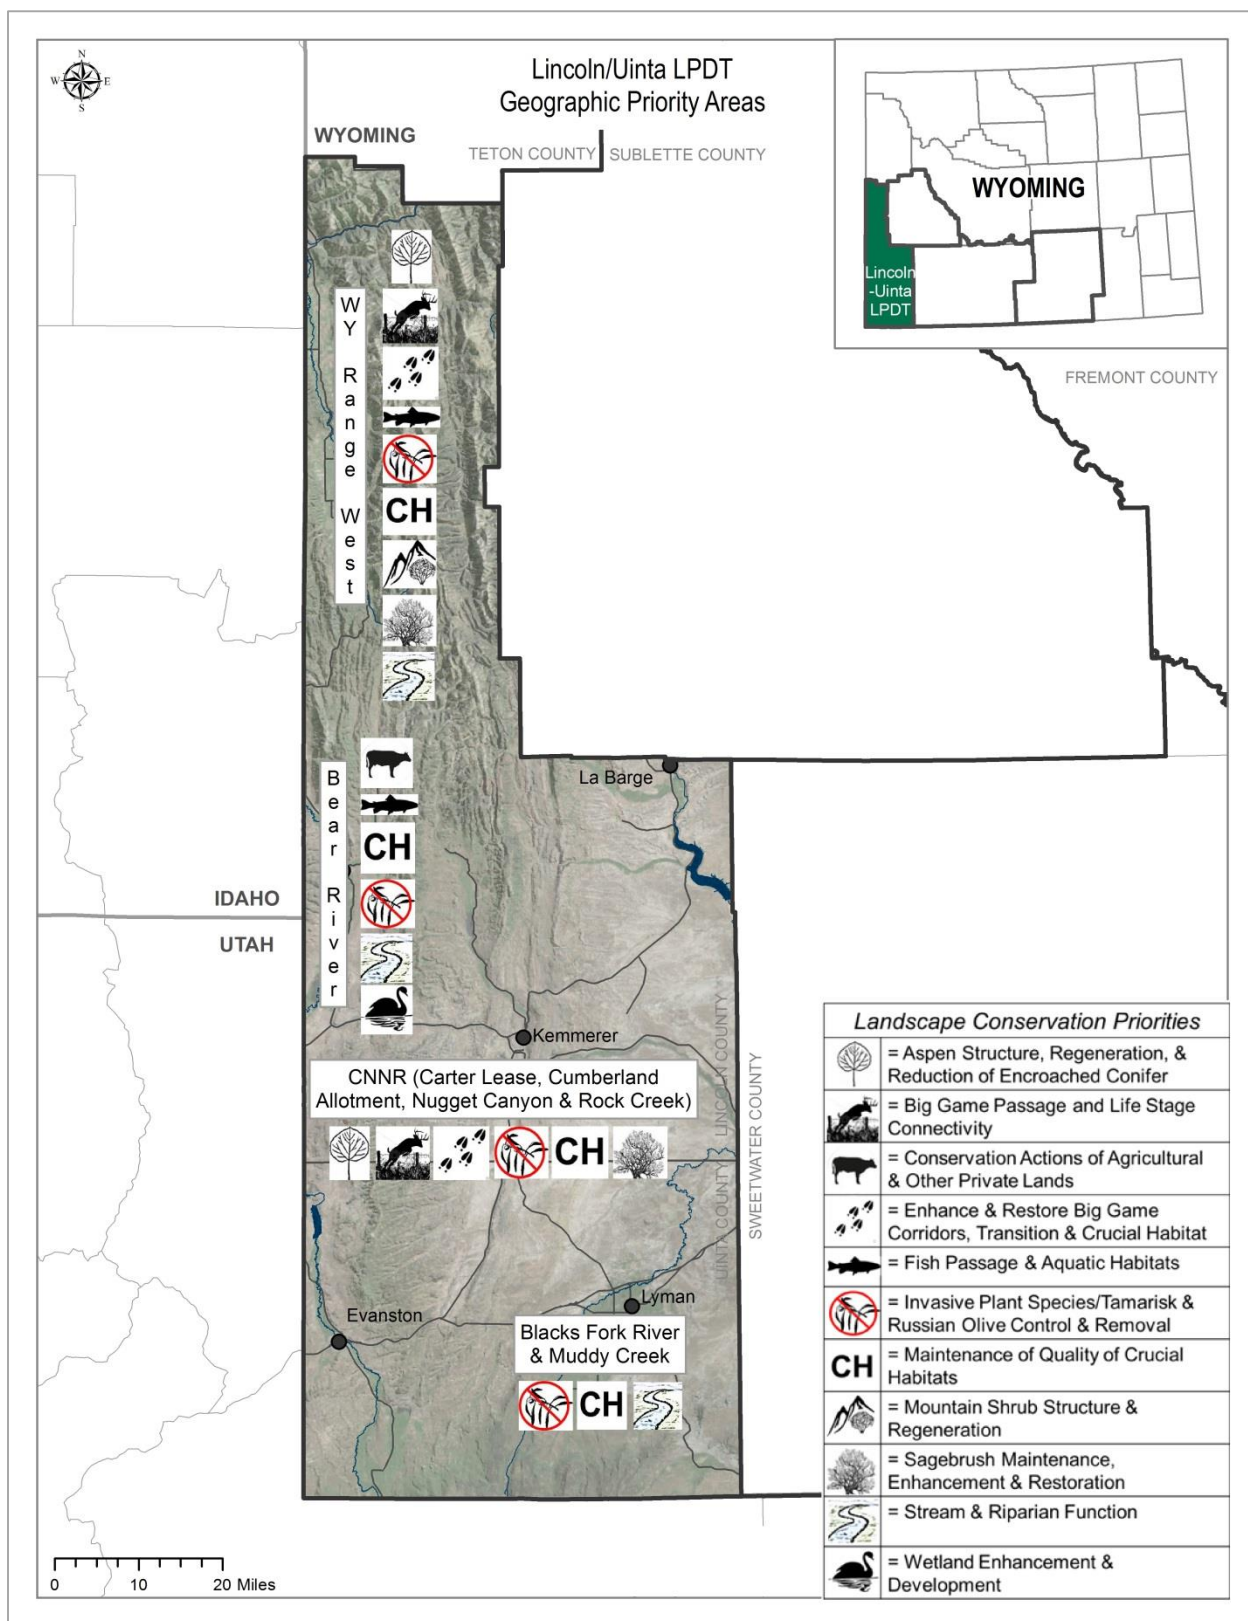 N
W
E
S
Lincoln/Uinta LPDT
Geographic Priority Areas
WYOMING
TETON COUNTY
SUBLETTE COUNTY
WYOMING
Lincoln
-Uinta
LPDT
FREMONT COUNTY
WY Range West
CH
Bear River
CH
La Barge
IDAHO
UTAH
Kemmerer
LINCOLN COUNTY
UINTA COUNTY
SWEETWATER COUNTY
CNNR (Carter Lease, Cumberland
Allotment, Nugget Canyon & Rock Creek)
CH
Evanston
Lyman
Blacks Fork River
& Muddy Creek
CH
Landscape Conservation Priorities
= Aspen Structure, Regeneration, &
Reduction of Encroached Conifer
= Big Game Passage and Life Stage
Connectivity
= Conservation Actions of Agricultural
& Other Private Lands
= Enhance & Restore Big Game
Corridors, Transition & Crucial Habitat
= Fish Passage & Aquatic Habitats
= Invasive Plant Species/Tamarisk &
Russian Olive Control & Removal
CH = Maintenance of Quality of Crucial
Habitats
= Mountain Shrub Structure &
Regeneration
= Sagebrush Maintenance,
Enhancement & Restoration
= Stream & Riparian Function
= Wetland Enhancement &
Development
0 10 20 Miles